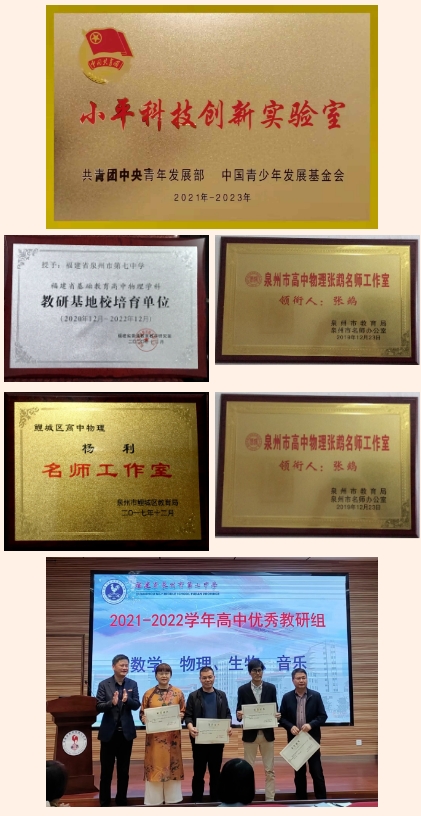 小平科技创新实验室
共青团中央青年发展部 中国青少年发展基金会
2021年-2023年
授予：福建省泉州市第七中学
福建省基础教育高中物理学科
教研基地校培育单位
（2020年12月-2022年12月）
泉州市高中物理张鸪名师工作室
领衔人：张鸪
泉州市教育局
泉州市名师办公室
2019年12月23日
鲤城区高中物理
杨 利
名师工作室
泉州市鲤城区教育局
二〇一七年十二月
泉州市高中物理张鸪名师工作室
领衔人：张鸪
泉州市教育局
泉州市名师办公室
2019年12月23日
2021-2022学年高中优秀教研组
数学 物理 生物 音乐